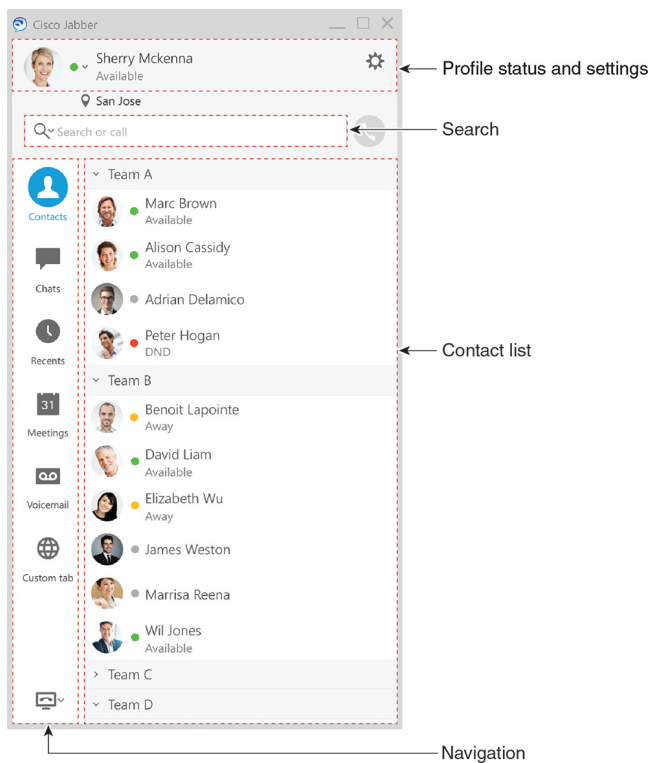 Cisco Jabber
Sherry Mckenna
Available
Profile status and settings
San Jose
Search or call
Search
Contacts
Chats
Recents
31
Meetings
Voicemail
Custom tab
Team A
Marc Brown
Available
Alison Cassidy
Available
Adrian Delamico
Peter Hogan
DND
Contact list
Team B
Benoit Lapointe
Away
David Liam
Available
Elizabeth Wu
Away
James Weston
Marrisa Reena
Wil Jones
Available
Team C
Team D
Navigation